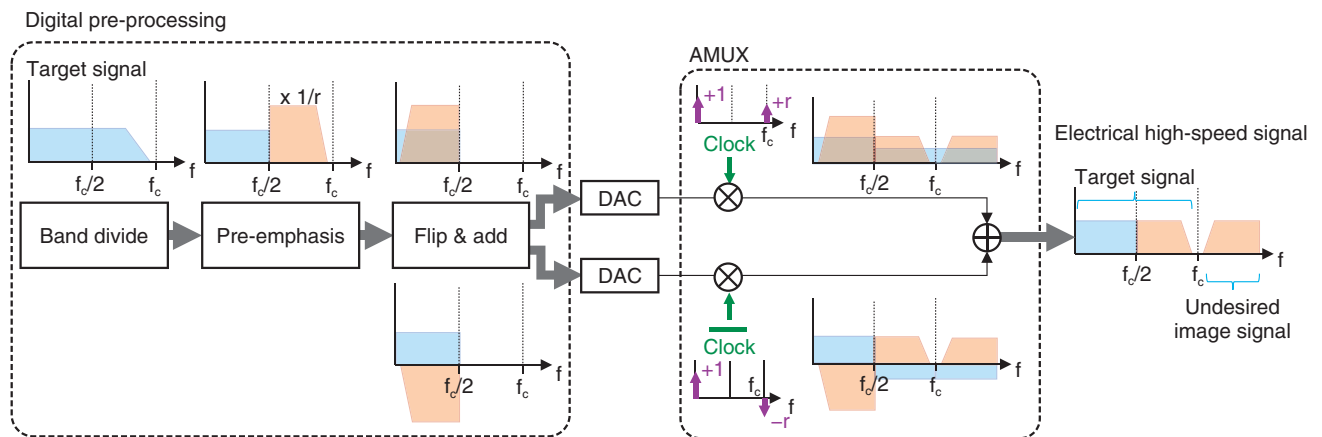 Digital pre-processing
Target signal
f
f_c/2
f_c
x 1/r
f
f_c/2
f_c
f
f_c/2
f_c
Band divide
Pre-emphasis
Flip & add
f
f_c/2
f_c
DAC
DAC
AMUX
+1
+r
f_c
f
Clock
f
f_c/2
f_c
Clock
+1
f_c
f
−r
f
f_c/2
f_c
Electrical high-speed signal
Target signal
f
f_c/2
f_c
Undesired
image signal